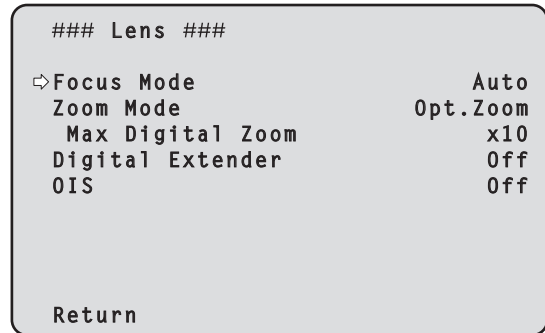 ### Lens ###
⇨Focus Mode Auto
Zoom Mode Opt.Zoom
Max Digital Zoom x10
Digital Extender Off
OIS Off
Return